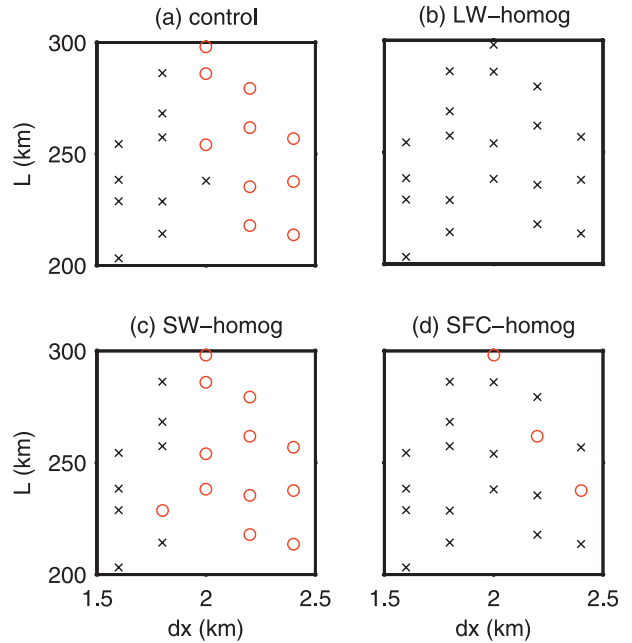 (a) control
(b) LW−homog
300
250
200
L (km)
(c) SW−homog
(d) SFC−homog
300
250
200
L (km)
1.5
2
2.5
1.5
2
2.5
dx (km)
dx (km)